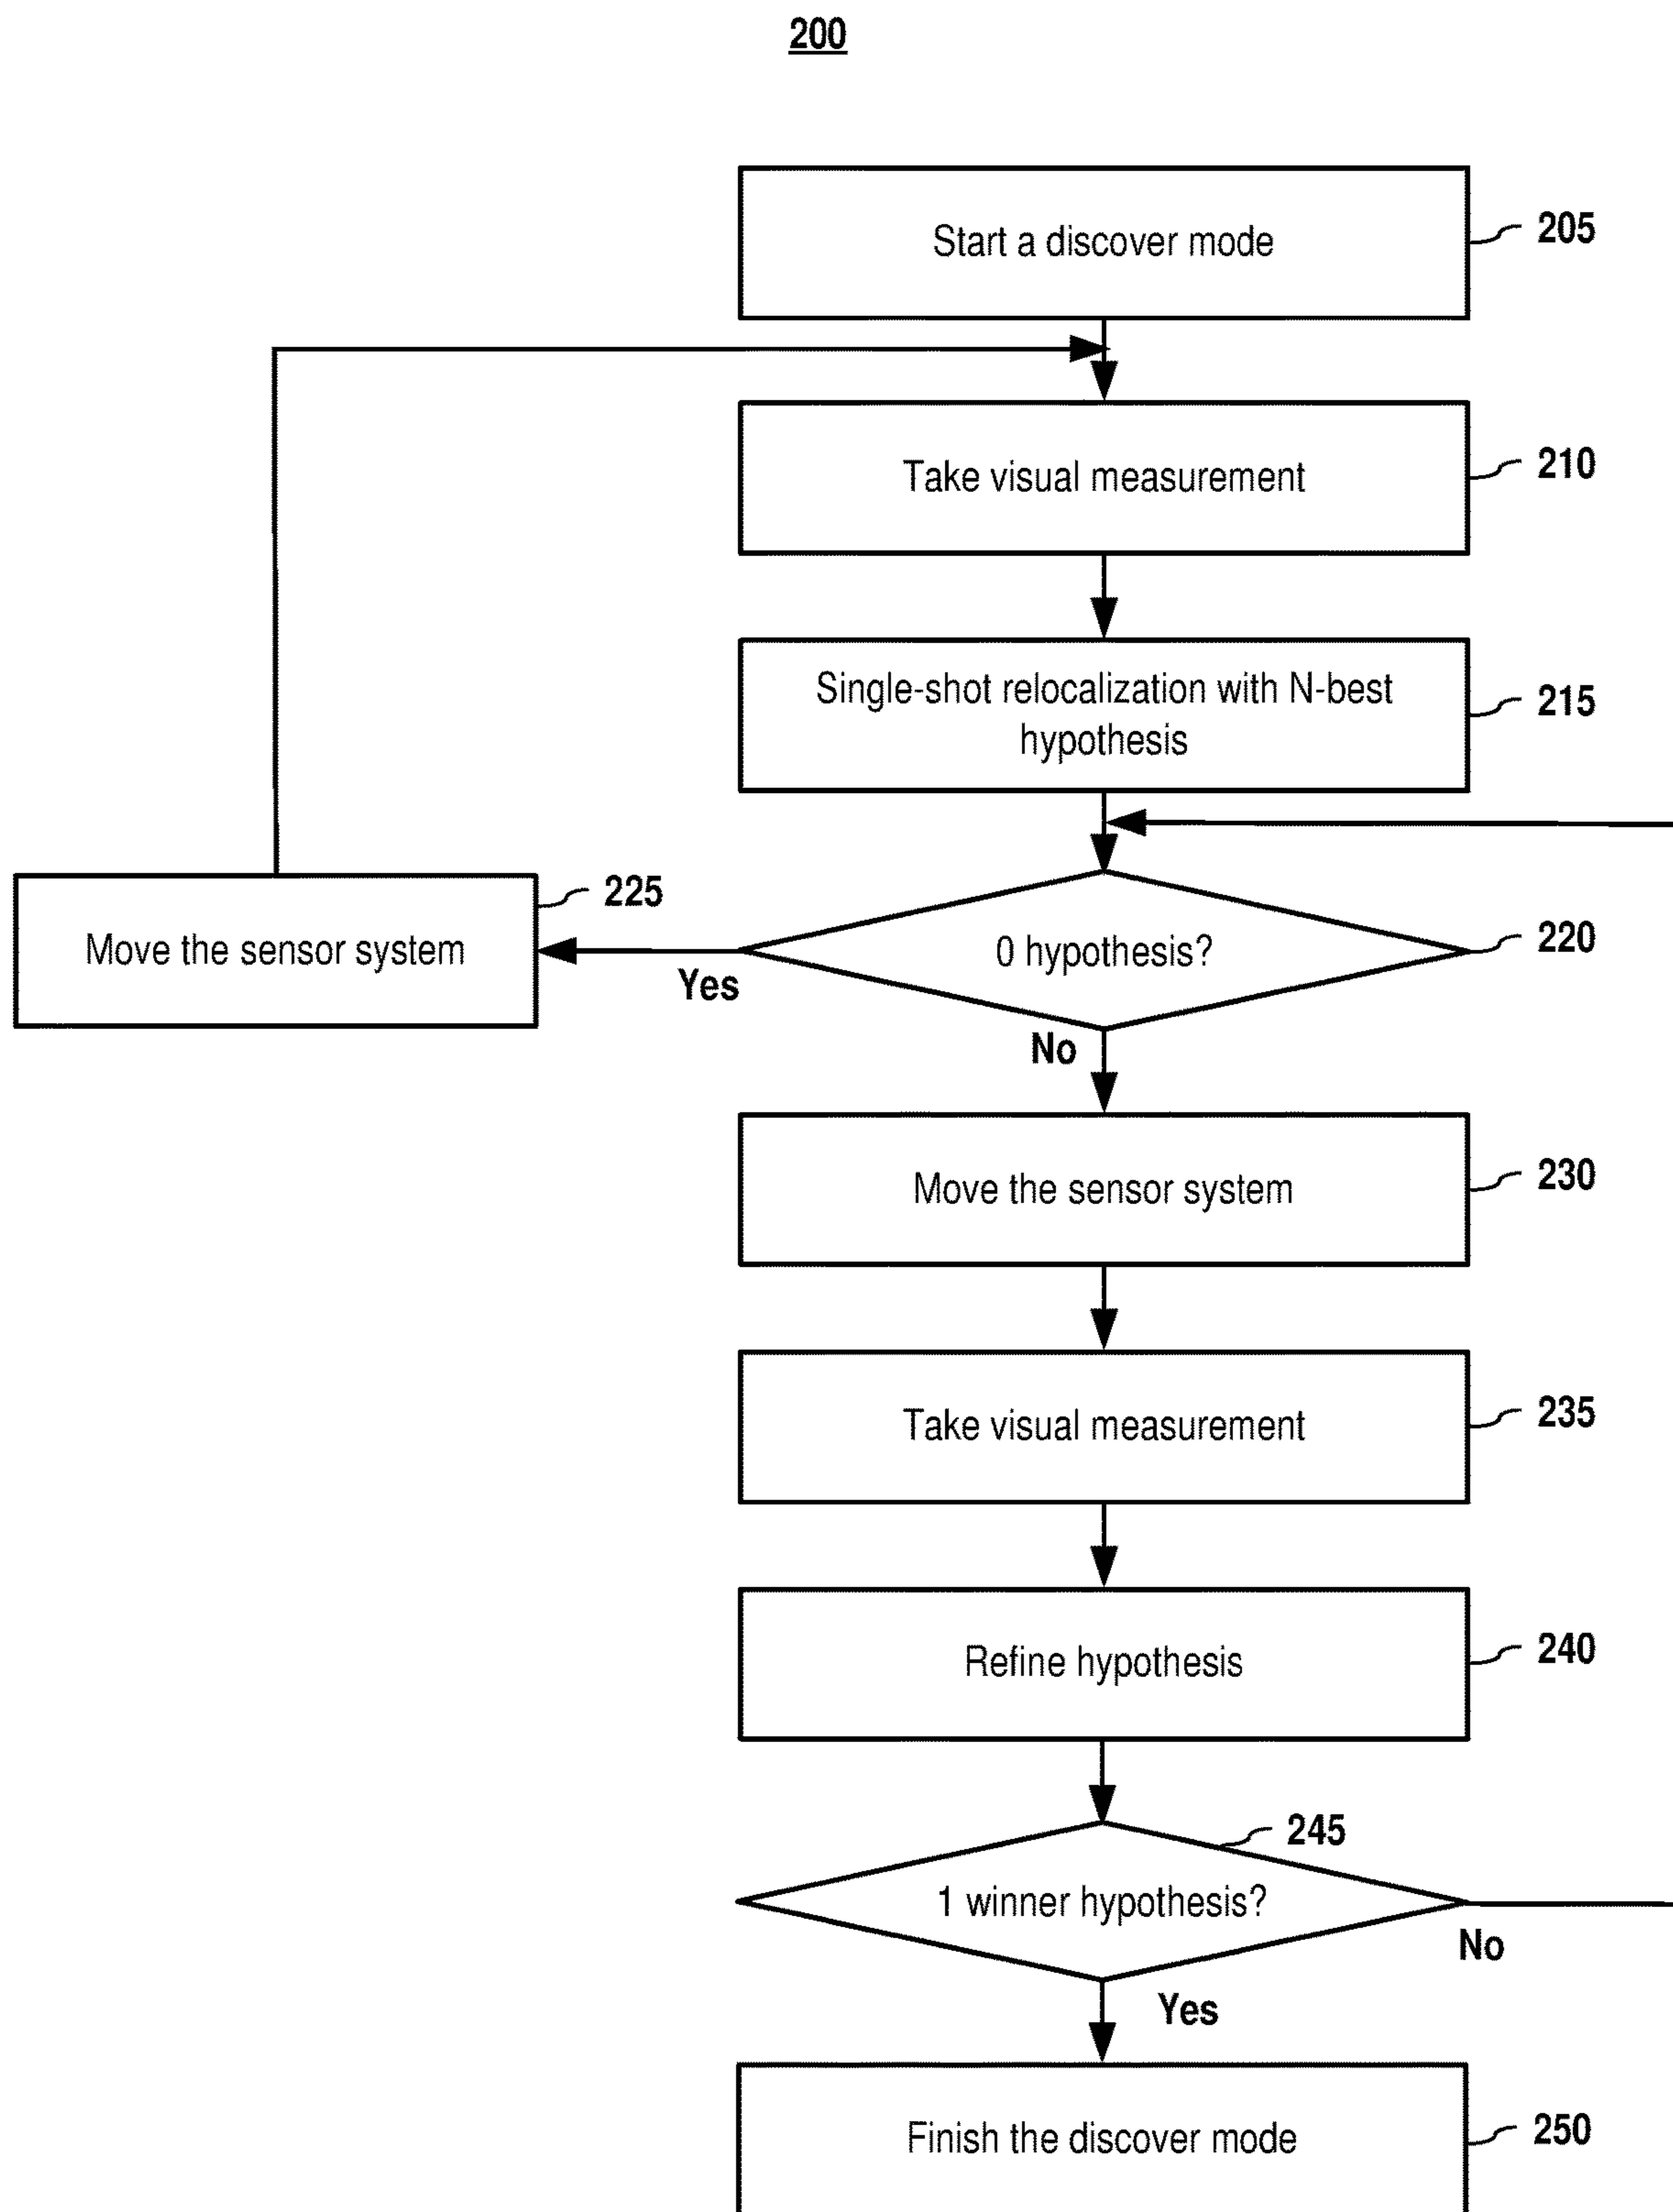 200
Start a discover mode
205
Take visual measurement
210
Single-shot relocalization with N-best
hypothesis
215
Move the sensor system
225
0 hypothesis?
220
Yes
No
Move the sensor system
230
Take visual measurement
235
Refine hypothesis
240
1 winner hypothesis?
245
No
Yes
Finish the discover mode
250